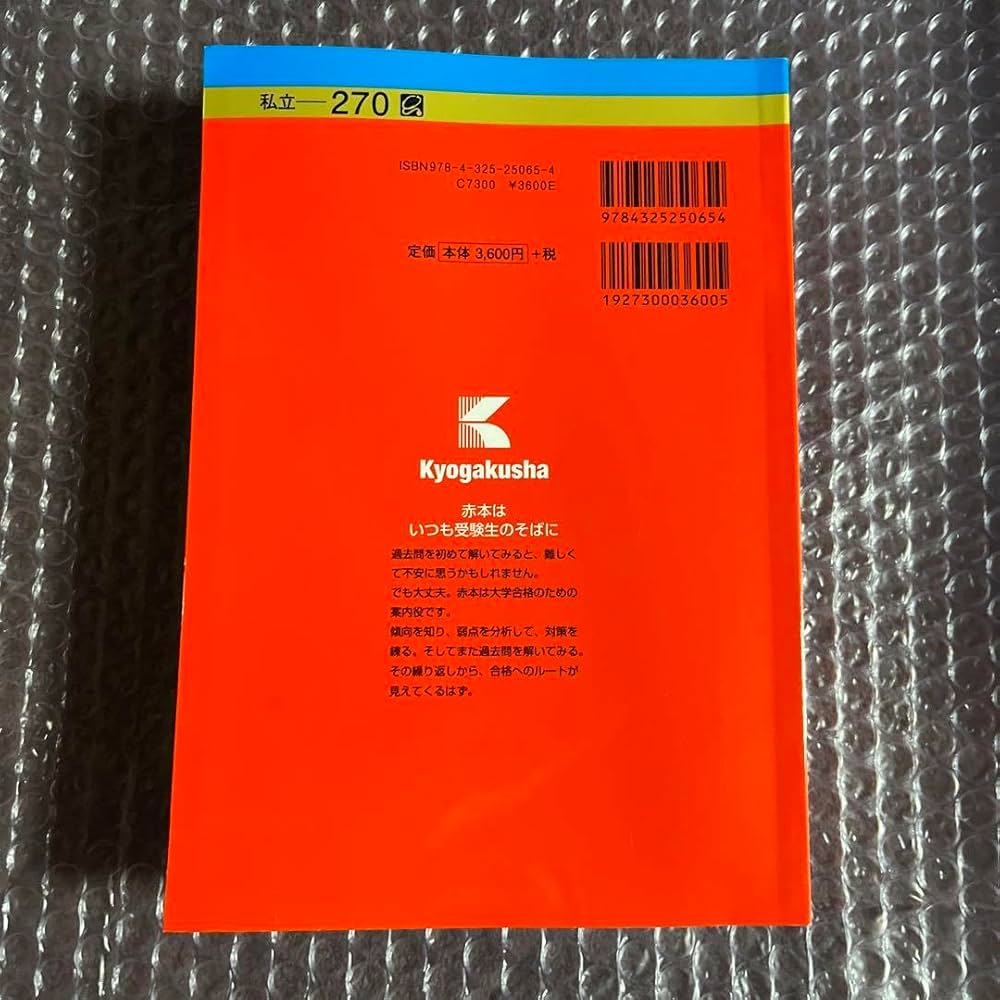 私立—270
ISBN978-4-325-25065-4
C7300 ¥3600E
9784325250654
定価 本体 3,600円 +税
1927300036005
Kyogakusha
赤本は
いつも受験生のそばに
過去問を初めて解いてみると、難しく
て不安に思うかもしれません。
でも大丈夫。赤本は大学合格のための
案内役です。
傾向を知り、弱点を分析して、対策を
練る。そしてまた過去問を解いてみる。
その繰り返しから、合格へのルートが
見えてくるはず。